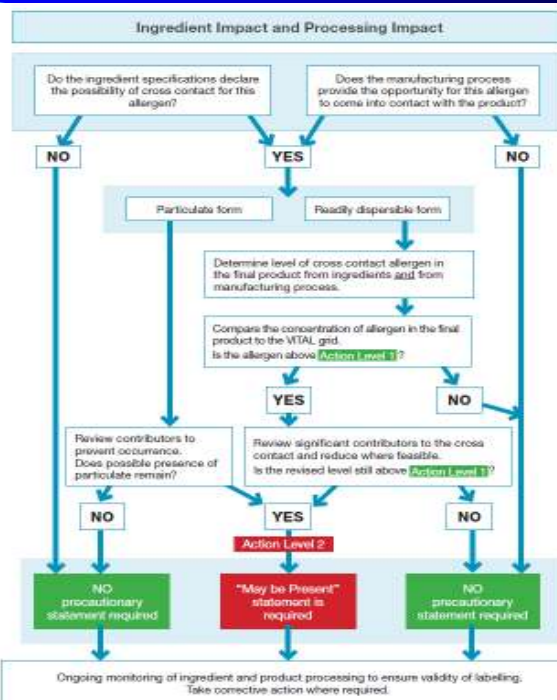 Ingredient Impact and Processing Impact
Do the ingredient specifications declare
the possibility of cross contact for this
allergen?
Does the manufacturing process
provide the opportunity for this allergen
to come into contact with the product?
NO
YES
NO
Particulate form
Readily dispersible form
Determine level of cross contact allergen in
the final product from ingredients and from
manufacturing process.
Compare the concentration of allergen in the final
product to the VITAL grid.
Is the allergen above Action Level 1?
YES
NO
Review contributors to
prevent occurrence.
Does possible presence of
particulate remain?
Review significant contributors to the cross
contact and reduce where feasible.
Is the revised level still above Action Level 1?
NO
YES
NO
Action Level 2
NO
precautionary
statement required
"May be Present"
statement is
required
NO
precautionary
statement required
Ongoing monitoring of ingredient and product processing to ensure validity of labelling.
Take corrective action where required.